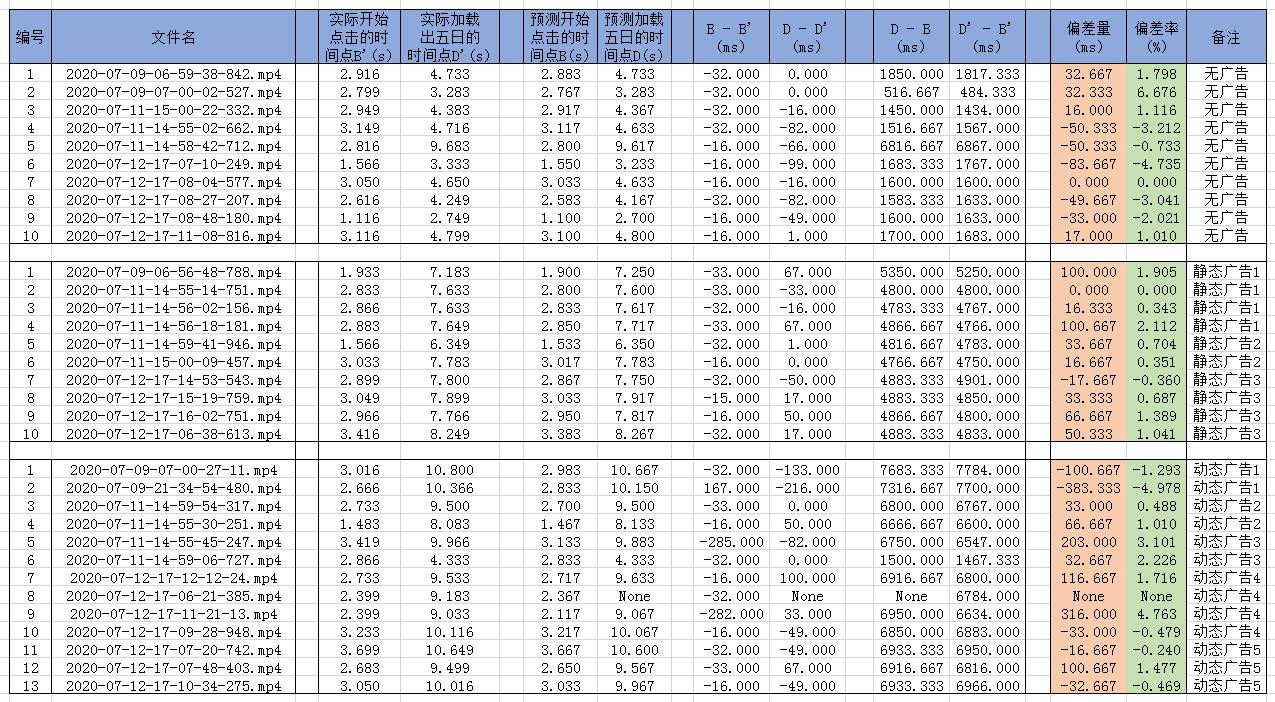 编号 文件名 实际开始点击的时间点B'(s) 实际加载出五日的时间点D'(s) 预测开始点击的时间点B(s) 预测加载五日的时间点D(s) B - B' (ms) D - D' (ms) D - B (ms) D' - B' (ms) 偏差量 (ms) 偏差率 (%) 备注
1 2020-07-09-06-59-38-842.mp4 2.916 4.733 2.883 4.733 -32.000 0.000 1850.000 1817.333 32.667 1.798 无广告
2 2020-07-09-07-00-02-527.mp4 2.799 3.283 2.767 3.283 -32.000 0.000 516.667 484.333 32.333 6.676 无广告
3 2020-07-11-15-00-22-332.mp4 2.949 4.383 2.917 4.367 -32.000 -16.000 1450.000 1434.000 16.000 1.116 无广告
4 2020-07-11-14-55-02-662.mp4 3.149 4.716 3.117 4.633 -32.000 -82.000 1516.667 1567.000 -50.333 -3.212 无广告
5 2020-07-11-14-58-42-712.mp4 2.816 9.683 2.800 9.617 -16.000 -66.000 6816.667 6867.000 -50.333 -0.733 无广告
6 2020-07-12-17-07-10-249.mp4 1.566 3.333 1.550 3.233 -16.000 -99.000 1683.333 1767.000 -83.667 -4.735 无广告
7 2020-07-12-17-08-04-577.mp4 3.050 4.650 3.033 4.633 -16.000 -16.000 1600.000 1600.000 0.000 0.000 无广告
8 2020-07-12-17-08-27-207.mp4 2.616 4.249 2.583 4.167 -32.000 -82.000 1583.333 1633.000 -49.667 -3.041 无广告
9 2020-07-12-17-08-48-180.mp4 1.116 2.749 1.100 2.700 -16.000 -49.000 1600.000 1633.000 -33.000 -2.021 无广告
10 2020-07-12-17-11-08-816.mp4 3.116 4.799 3.100 4.800 -16.000 1.000 1700.000 1683.000 17.000 1.010 无广告
1 2020-07-09-06-56-48-788.mp4 1.933 7.183 1.900 7.250 -33.000 67.000 5350.000 5250.000 100.000 1.905 静态广告1
2 2020-07-11-14-55-14-751.mp4 2.833 7.633 2.800 7.600 -33.000 -33.000 4800.000 4800.000 0.000 0.000 静态广告1
3 2020-07-11-14-56-02-156.mp4 2.866 7.633 2.833 7.617 -32.000 -16.000 4783.333 4767.000 16.333 0.343 静态广告1
4 2020-07-11-14-56-18-181.mp4 2.883 7.649 2.850 7.717 -33.000 67.000 4866.667 4766.000 100.667 2.112 静态广告1
5 2020-07-11-14-59-41-946.mp4 1.566 6.349 1.533 6.350 -32.000 1.000 4816.667 4783.000 33.667 0.704 静态广告2
6 2020-07-11-15-00-09-457.mp4 3.033 7.783 3.017 7.783 -16.000 0.000 4766.667 4750.000 16.667 0.351 静态广告2
7 2020-07-12-17-14-53-543.mp4 2.899 7.800 2.867 7.750 -32.000 -50.000 4883.333 4901.000 -17.667 -0.360 静态广告3
8 2020-07-12-17-15-19-759.mp4 3.049 7.899 3.033 7.917 -15.000 17.000 4883.333 4850.000 33.333 0.687 静态广告3
9 2020-07-12-17-16-02-751.mp4 2.966 7.766 2.950 7.817 -16.000 50.000 4866.667 4800.000 66.667 1.389 静态广告3
10 2020-07-12-17-06-38-613.mp4 3.416 8.249 3.383 8.267 -32.000 17.000 4883.333 4833.000 50.333 1.041 静态广告3
1 2020-07-09-07-00-27-11.mp4 3.016 10.800 2.983 10.667 -32.000 -133.000 7683.333 7784.000 -100.667 -1.293 动态广告1
2 2020-07-09-21-34-54-480.mp4 2.666 10.366 2.833 10.150 167.000 -216.000 7316.667 7700.000 -383.333 -4.978 动态广告1
3 2020-07-11-14-59-54-317.mp4 2.733 9.500 2.700 9.500 -33.000 0.000 6800.000 6767.000 33.000 0.488 动态广告2
4 2020-07-11-14-55-30-251.mp4 1.483 8.083 1.467 8.133 -16.000 50.000 6666.667 6600.000 66.667 1.010 动态广告2
5 2020-07-11-14-55-45-247.mp4 3.419 9.966 3.133 9.883 -285.000 -82.000 6750.000 6547.000 203.000 3.101 动态广告3
6 2020-07-11-14-59-06-727.mp4 2.866 4.333 2.833 4.333 -32.000 0.000 1500.000 1467.333 32.667 2.226 动态广告3
7 2020-07-12-17-12-12-24.mp4 2.733 9.533 2.717 9.633 -16.000 100.000 6916.667 6800.000 116.667 1.716 动态广告4
8 2020-07-12-17-06-21-385.mp4 2.399 9.183 2.367 None -32.000 None None 6784.000 None None 动态广告4
9 2020-07-12-17-11-21-13.mp4 2.399 9.033 2.117 9.067 -282.000 33.000 6950.000 6634.000 316.000 4.763 动态广告4
10 2020-07-12-17-09-28-948.mp4 3.233 10.116 3.217 10.067 -16.000 -49.000 6850.000 6883.000 -33.000 -0.479 动态广告4
11 2020-07-12-17-07-20-742.mp4 3.699 10.649 3.667 10.600 -32.000 -49.000 6933.333 6950.000 -16.667 -0.240 动态广告5
12 2020-07-12-17-07-48-403.mp4 2.683 9.499 2.650 9.567 -33.000 67.000 6916.667 6816.000 100.667 1.477 动态广告5
13 2020-07-12-17-10-34-275.mp4 3.050 10.016 3.033 9.967 -16.000 -49.000 6933.333 6966.000 -32.667 -0.469 动态广告5